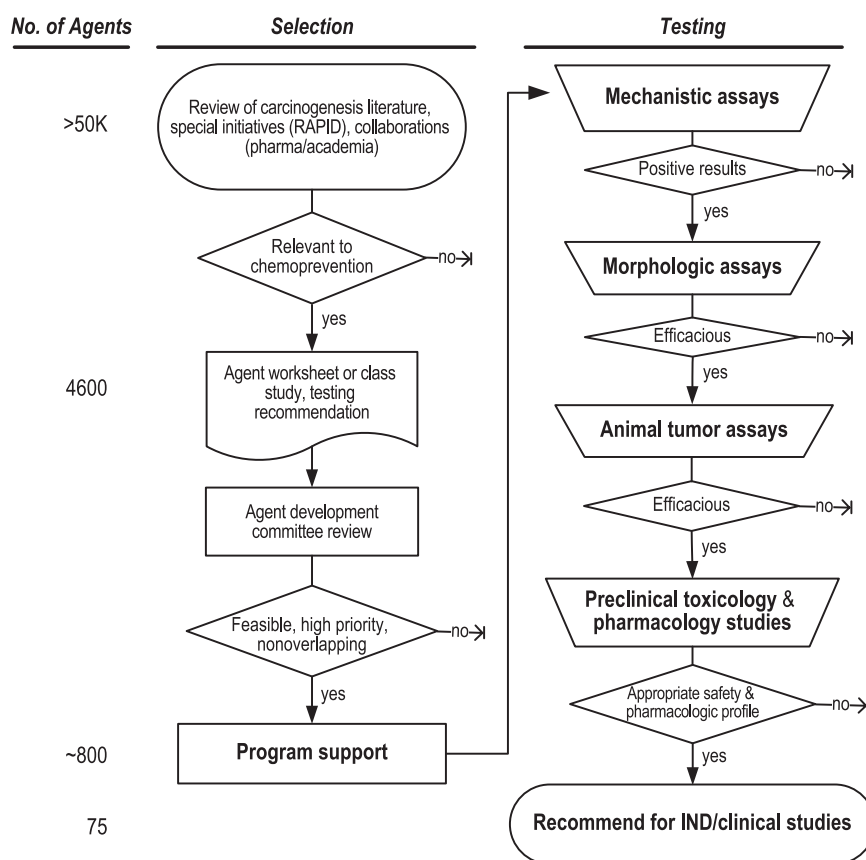 No. of Agents
Selection
Testing
>50K
Review of carcinogenesis literature,
special initiatives (RAPID), collaborations
(pharma/academia)
Relevant to
chemoprevention
no
yes
4600
Agent worksheet or class
study, testing
recommendation
Agent development
committee review
Feasible, high priority,
nonoverlapping
no
yes
~800
Program support
75
Mechanistic assays
Positive results
no
yes
Morphologic assays
Efficacious
no
yes
Animal tumor assays
Efficacious
no
yes
Preclinical toxicology &
pharmacology studies
Appropriate safety &
pharmacologic profile
no
yes
Recommend for IND/clinical studies